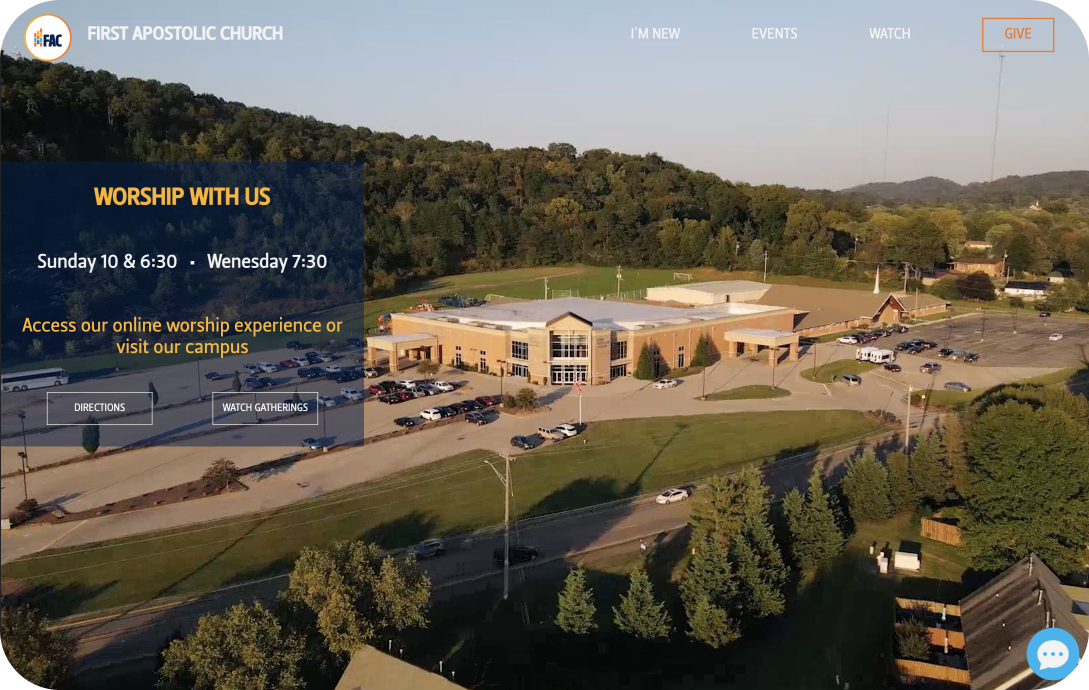 FAC
FIRST APOSTOLIC CHURCH
I'M NEW
EVENTS
WATCH
GIVE
WORSHIP WITH US
Sunday 10 & 6:30 • Wenesday 7:30
Access our online worship experience or
visit our campus
DIRECTIONS
WATCH GATHERINGS